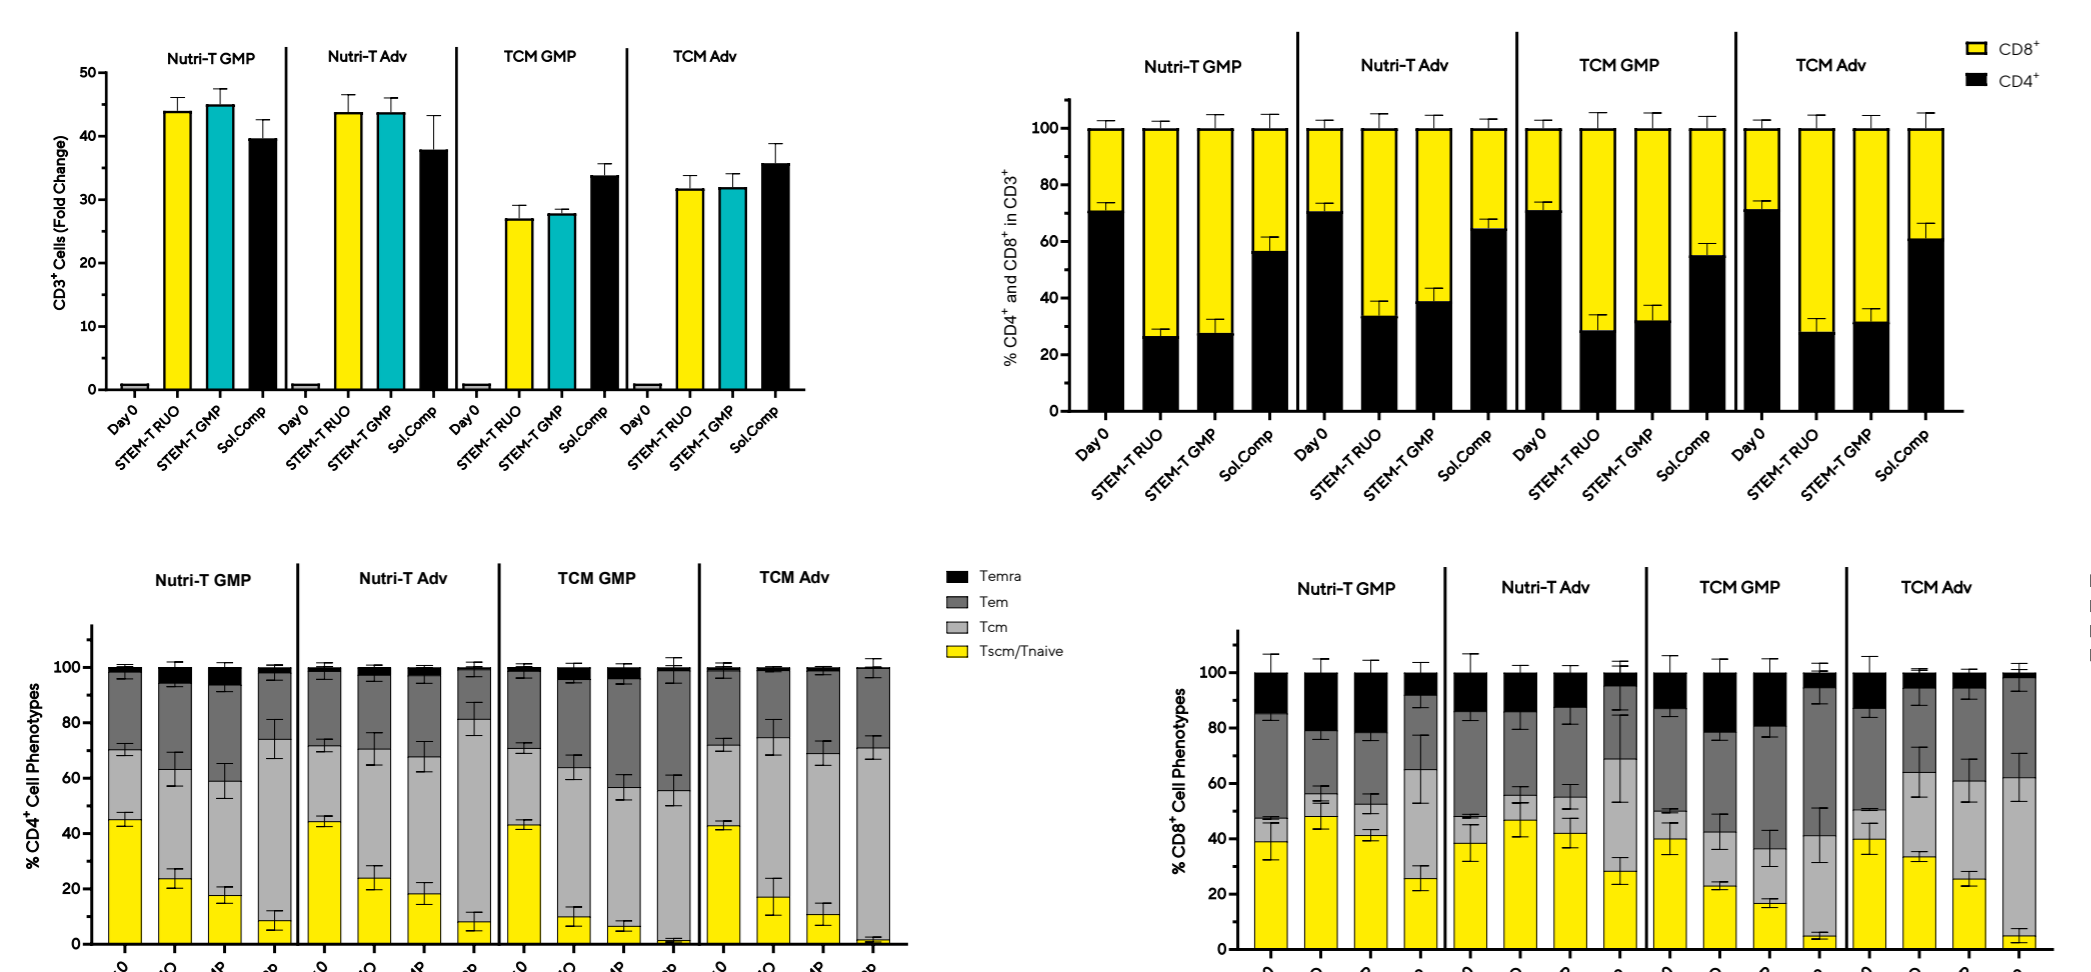 Nutri-T GMP
Nutri-T Adv
TCM GMP
TCM Adv
CD3⁺ Cells (Fold Change)
50
40
30
20
10
0
Day 0
STEM-T RUO
STEM-T GMP
Sol.Comp
Day 0
STEM-T RUO
STEM-T GMP
Sol.Comp
Day 0
STEM-T RUO
STEM-T GMP
Sol.Comp
Day 0
STEM-T RUO
STEM-T GMP
Sol.Comp
Nutri-T GMP
Nutri-T Adv
TCM GMP
TCM Adv
CD8⁺
CD4⁺
% CD4⁺ and CD8⁺ in CD3⁺
100
80
60
40
20
0
Day 0
STEM-T RUO
STEM-T GMP
Sol.Comp
Day 0
STEM-T RUO
STEM-T GMP
Sol.Comp
Day 0
STEM-T RUO
STEM-T GMP
Sol.Comp
Day 0
STEM-T RUO
STEM-T GMP
Sol.Comp
Nutri-T GMP
Nutri-T Adv
TCM GMP
TCM Adv
Temra
Tem
Tcm
Tscm/Tnaive
% CD4⁺ Cell Phenotypes
100
80
60
40
20
0
Nutri-T GMP
Nutri-T Adv
TCM GMP
TCM Adv
% CD8⁺ Cell Phenotypes
100
80
60
40
20
0